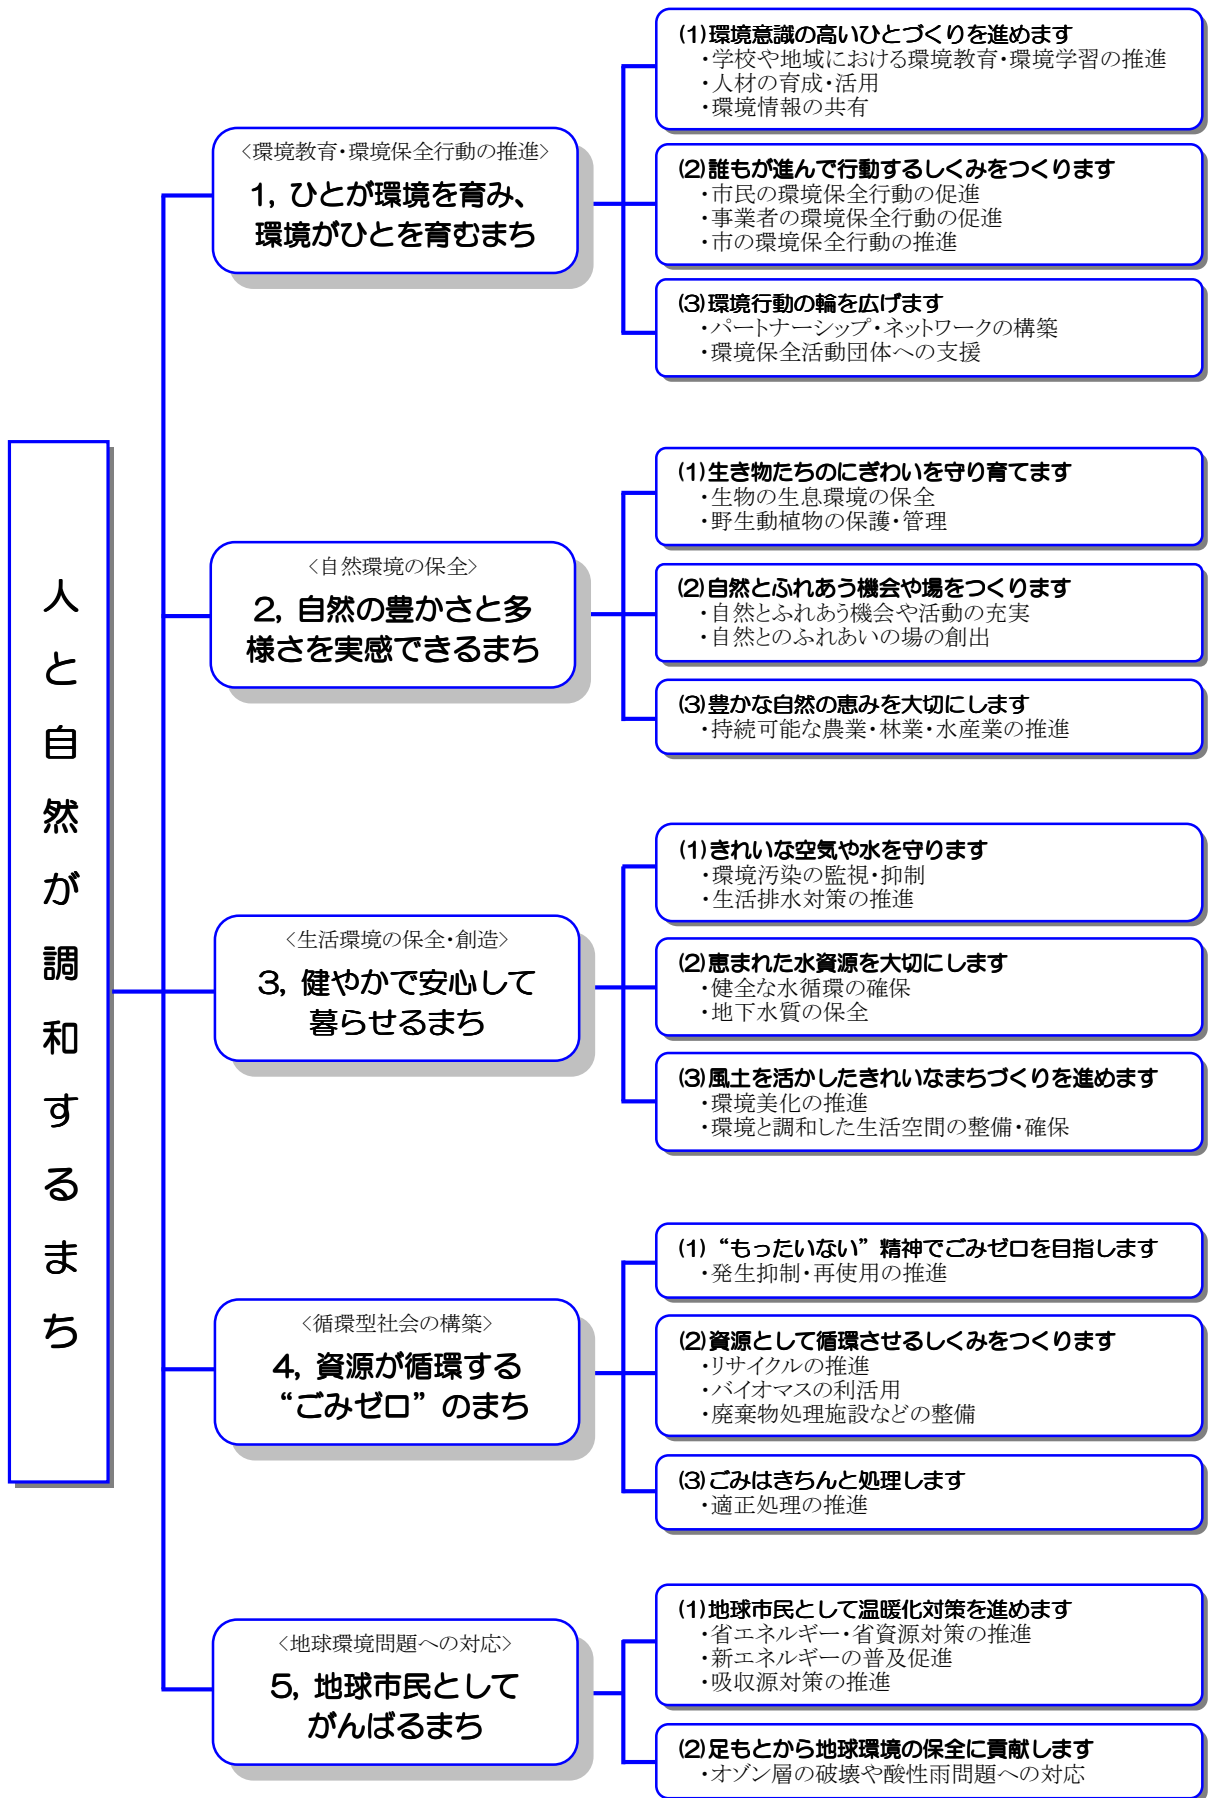 人と自然が調和するまち
〈環境教育・環境保全行動の推進〉
1, ひとが環境を育み、
環境がひとを育むまち
(1)環境意識の高いひとづくりを進めます
・学校や地域における環境教育・環境学習の推進
・人材の育成・活用
・環境情報の共有
(2)誰もが進んで行動するしくみをつくります
・市民の環境保全行動の促進
・事業者の環境保全行動の促進
・市の環境保全行動の推進
(3)環境行動の輪を広げます
・パートナーシップ・ネットワークの構築
・環境保全活動団体への支援
〈自然環境の保全〉
2, 自然の豊かさと多
様さを実感できるまち
(1)生き物たちのにぎわいを守り育てます
・生物の生息環境の保全
・野生動植物の保護・管理
(2)自然とふれあう機会や場をつくります
・自然とふれあう機会や活動の充実
・自然とのふれあいの場の創出
(3)豊かな自然の恵みを大切にします
・持続可能な農業・林業・水産業の推進
〈生活環境の保全・創造〉
3, 健やかで安心して
暮らせるまち
(1)きれいな空気や水を守ります
・環境汚染の監視・抑制
・生活排水対策の推進
(2)恵まれた水資源を大切にします
・健全な水循環の確保
・地下水質の保全
(3)風土を活かしたきれいなまちづくりを進めます
・環境美化の推進
・環境と調和した生活空間の整備・確保
〈循環型社会の構築〉
4, 資源が循環する
“ごみゼロ”のまち
(1)“もったいない”精神でごみゼロを目指します
・発生抑制・再使用の推進
(2)資源として循環させるしくみをつくります
・リサイクルの推進
・バイオマスの利活用
・廃棄物処理施設などの整備
(3)ごみはきちんと処理します
・適正処理の推進
〈地球環境問題への対応〉
5, 地球市民として
がんばるまち
(1)地球市民として温暖化対策を進めます
・省エネルギー・省資源対策の推進
・新エネルギーの普及促進
・吸収源対策の推進
(2)足もとから地球環境の保全に貢献します
・オゾン層の破壊や酸性雨問題への対応